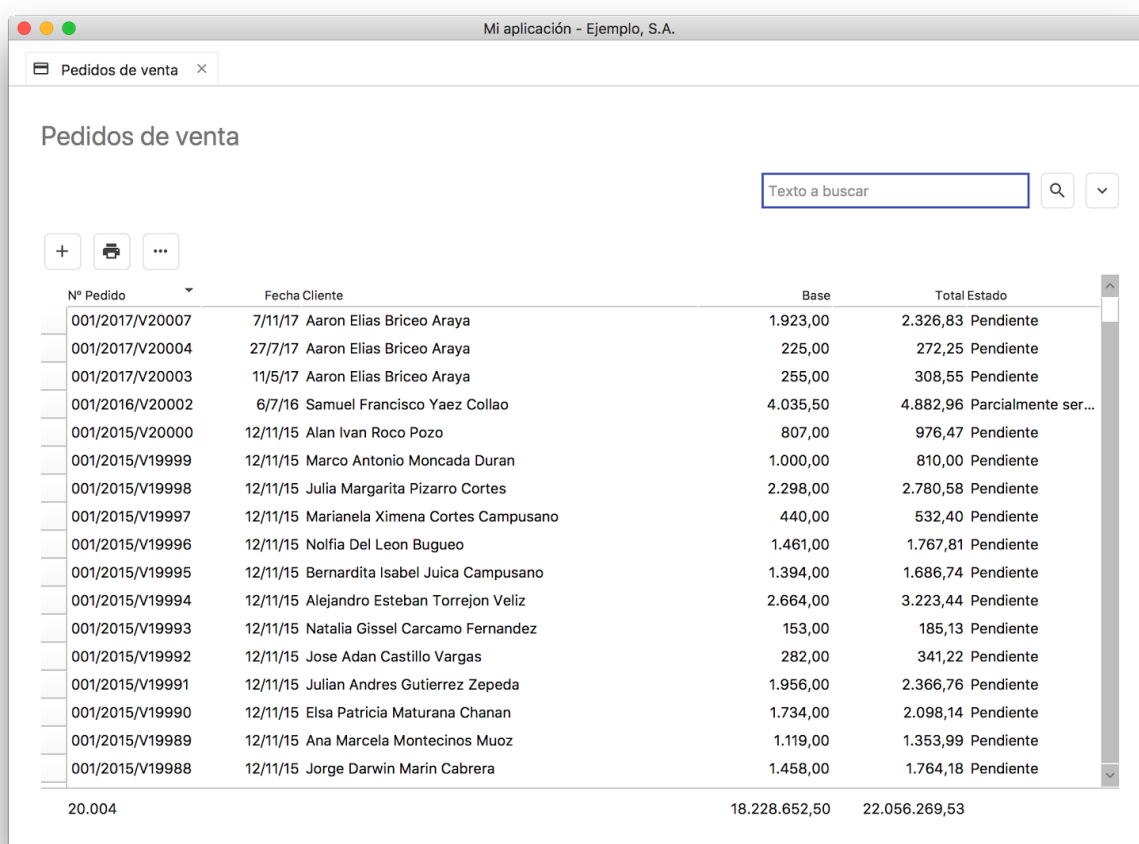 Mi aplicación - Ejemplo, S.A.
Pedidos de venta
Pedidos de venta
Texto a buscar
Nº Pedido Fecha Cliente Base Total Estado
001/2017/V20007 7/11/17 Aaron Elias Briceo Araya 1.923,00 2.326,83 Pendiente
001/2017/V20004 27/7/17 Aaron Elias Briceo Araya 225,00 272,25 Pendiente
001/2017/V20003 11/5/17 Aaron Elias Briceo Araya 255,00 308,55 Pendiente
001/2016/V20002 6/7/16 Samuel Francisco Yaez Collao 4.035,50 4.882,96 Parcialmente ser...
001/2015/V20000 12/11/15 Alan Ivan Roco Pozo 807,00 976,47 Pendiente
001/2015/V19999 12/11/15 Marco Antonio Moncada Duran 1.000,00 810,00 Pendiente
001/2015/V19998 12/11/15 Julia Margarita Pizarro Cortes 2.298,00 2.780,58 Pendiente
001/2015/V19997 12/11/15 Marianela Ximena Cortes Campusano 440,00 532,40 Pendiente
001/2015/V19996 12/11/15 Nolfia Del Leon Bugueo 1.461,00 1.767,81 Pendiente
001/2015/V19995 12/11/15 Bernardita Isabel Juica Campusano 1.394,00 1.686,74 Pendiente
001/2015/V19994 12/11/15 Alejandro Esteban Torrejon Veliz 2.664,00 3.223,44 Pendiente
001/2015/V19993 12/11/15 Natalia Gissel Carcamo Fernandez 153,00 185,13 Pendiente
001/2015/V19992 12/11/15 Jose Adan Castillo Vargas 282,00 341,22 Pendiente
001/2015/V19991 12/11/15 Julian Andres Gutierrez Zepeda 1.956,00 2.366,76 Pendiente
001/2015/V19990 12/11/15 Elsa Patricia Maturana Chanan 1.734,00 2.098,14 Pendiente
001/2015/V19989 12/11/15 Ana Marcela Montecinos Muoz 1.119,00 1.353,99 Pendiente
001/2015/V19988 12/11/15 Jorge Darwin Marin Cabrera 1.458,00 1.764,18 Pendiente
20.004 18.228.652,50 22.056.269,53